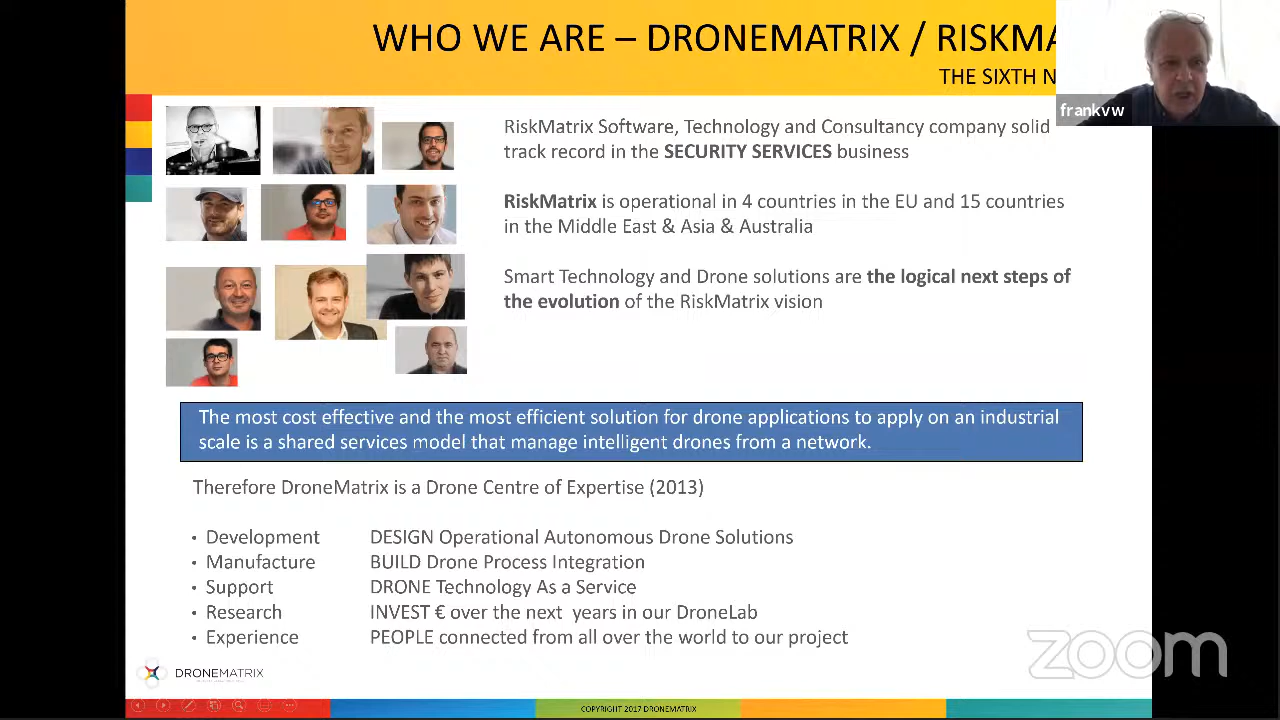 WHO WE ARE – DRONEMATRIX / RISKMA
THE SIXTH N
frankvw
RiskMatrix Software, Technology and Consultancy company solid
track record in the SECURITY SERVICES business
RiskMatrix is operational in 4 countries in the EU and 15 countries
in the Middle East & Asia & Australia
Smart Technology and Drone solutions are the logical next steps of
the evolution of the RiskMatrix vision
The most cost effective and the most efficient solution for drone applications to apply on an industrial
scale is a shared services model that manage intelligent drones from a network.
Therefore DroneMatrix is a Drone Centre of Expertise (2013)
• Development DESIGN Operational Autonomous Drone Solutions
• Manufacture BUILD Drone Process Integration
• Support DRONE Technology As a Service
• Research INVEST € over the next years in our DroneLab
• Experience PEOPLE connected from all over the world to our project
zoom
DRONEMATRIX
COPYRIGHT 2017 DRONEMATRIX